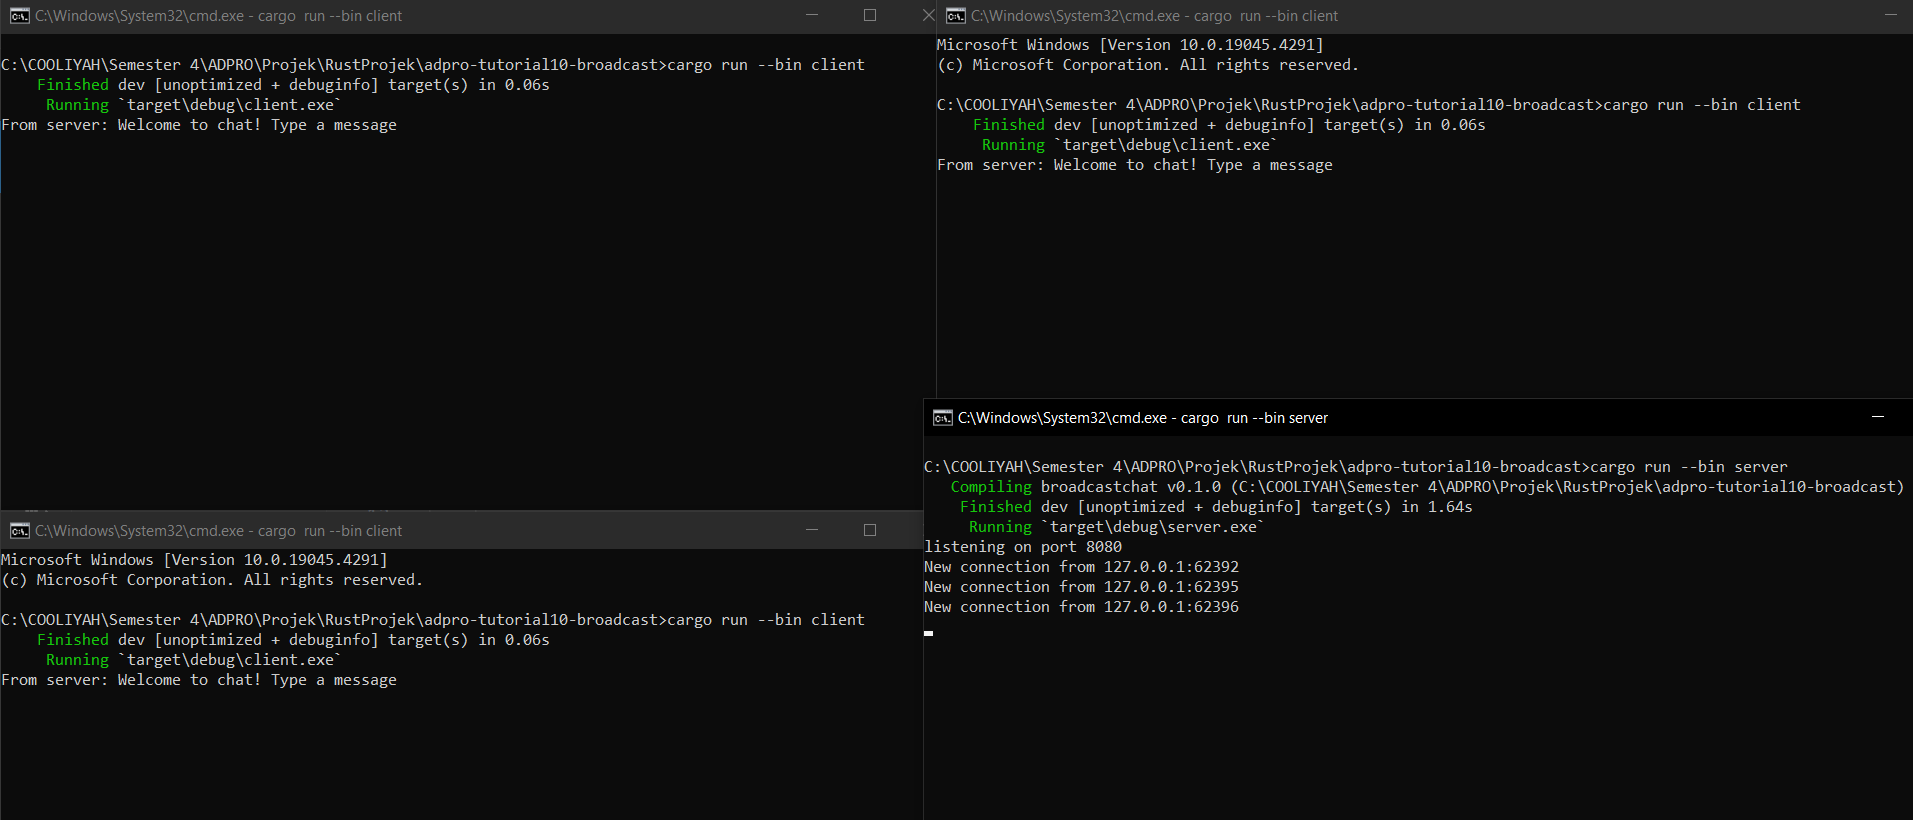 C:\Windows\System32\cmd.exe - cargo  run --bin client
C:\COOLIYAH\Semester 4\ADPRO\Projek\RustProjek\adpro-tutorial10-broadcast>cargo run --bin client
    Finished dev [unoptimized + debuginfo] target(s) in 0.06s
     Running `target\debug\client.exe`
From server: Welcome to chat! Type a message
C:\Windows\System32\cmd.exe - cargo  run --bin client
Microsoft Windows [Version 10.0.19045.4291]
(c) Microsoft Corporation. All rights reserved.
C:\COOLIYAH\Semester 4\ADPRO\Projek\RustProjek\adpro-tutorial10-broadcast>cargo run --bin client
    Finished dev [unoptimized + debuginfo] target(s) in 0.06s
     Running `target\debug\client.exe`
From server: Welcome to chat! Type a message
C:\Windows\System32\cmd.exe - cargo  run --bin client
Microsoft Windows [Version 10.0.19045.4291]
(c) Microsoft Corporation. All rights reserved.
C:\COOLIYAH\Semester 4\ADPRO\Projek\RustProjek\adpro-tutorial10-broadcast>cargo run --bin client
    Finished dev [unoptimized + debuginfo] target(s) in 0.06s
     Running `target\debug\client.exe`
From server: Welcome to chat! Type a message
C:\Windows\System32\cmd.exe - cargo  run --bin server
C:\COOLIYAH\Semester 4\ADPRO\Projek\RustProjek\adpro-tutorial10-broadcast>cargo run --bin server
   Compiling broadcastchat v0.1.0 (C:\COOLIYAH\Semester 4\ADPRO\Projek\RustProjek\adpro-tutorial10-broadcast)
    Finished dev [unoptimized + debuginfo] target(s) in 1.64s
     Running `target\debug\server.exe`
listening on port 8080
New connection from 127.0.0.1:62392
New connection from 127.0.0.1:62395
New connection from 127.0.0.1:62396